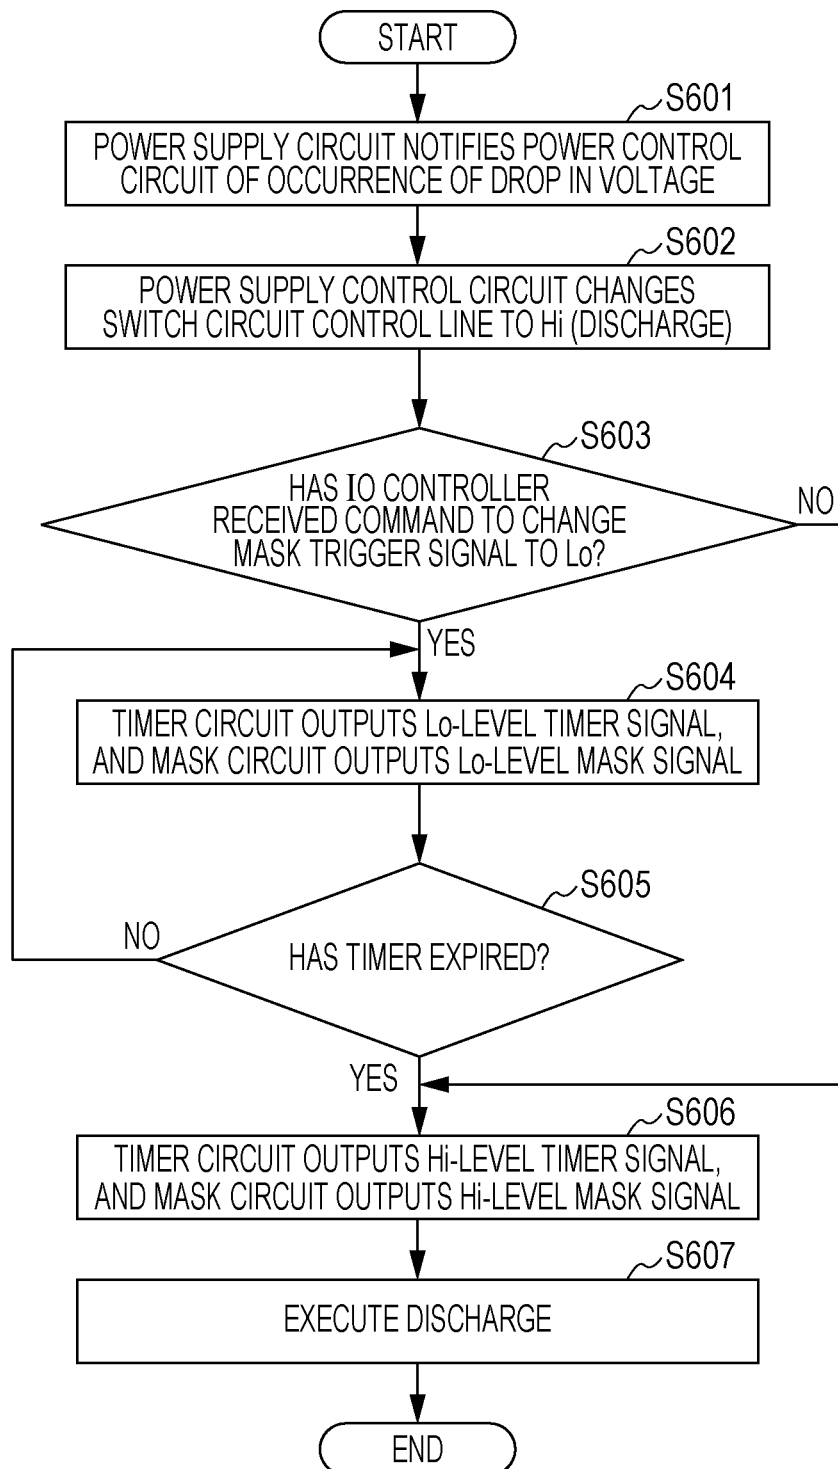 START
S601
POWER SUPPLY CIRCUIT NOTIFIES POWER CONTROL
CIRCUIT OF OCCURRENCE OF DROP IN VOLTAGE
S602
POWER SUPPLY CONTROL CIRCUIT CHANGES
SWITCH CIRCUIT CONTROL LINE TO Hi (DISCHARGE)
S603
HAS IO CONTROLLER
RECEIVED COMMAND TO CHANGE
MASK TRIGGER SIGNAL TO Lo?
NO
YES
S604
TIMER CIRCUIT OUTPUTS Lo-LEVEL TIMER SIGNAL,
AND MASK CIRCUIT OUTPUTS Lo-LEVEL MASK SIGNAL
S605
HAS TIMER EXPIRED?
NO
YES
S606
TIMER CIRCUIT OUTPUTS Hi-LEVEL TIMER SIGNAL,
AND MASK CIRCUIT OUTPUTS Hi-LEVEL MASK SIGNAL
S607
EXECUTE DISCHARGE
END